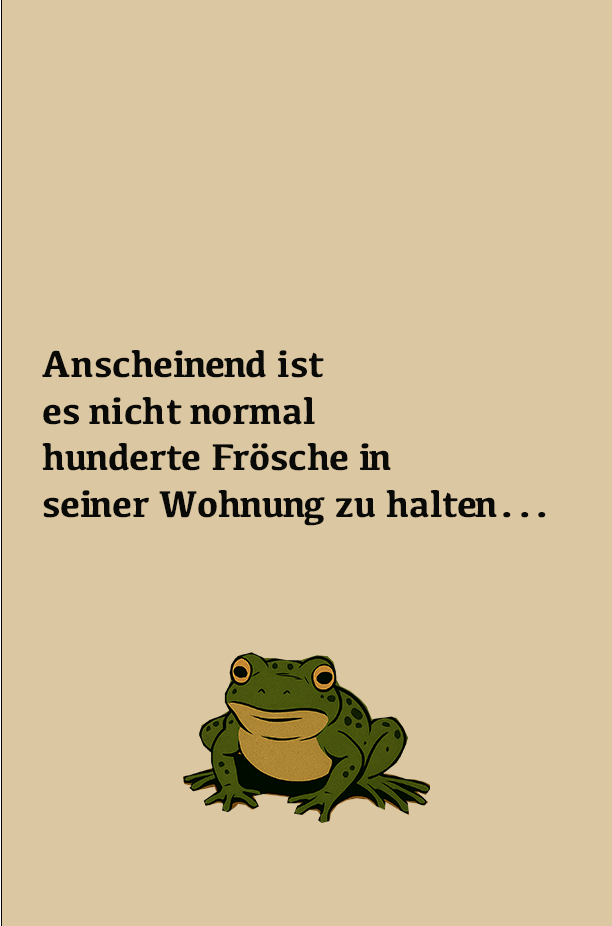 Anscheinend ist
es nicht normal
hunderte Frösche in
seiner Wohnung zu halten...